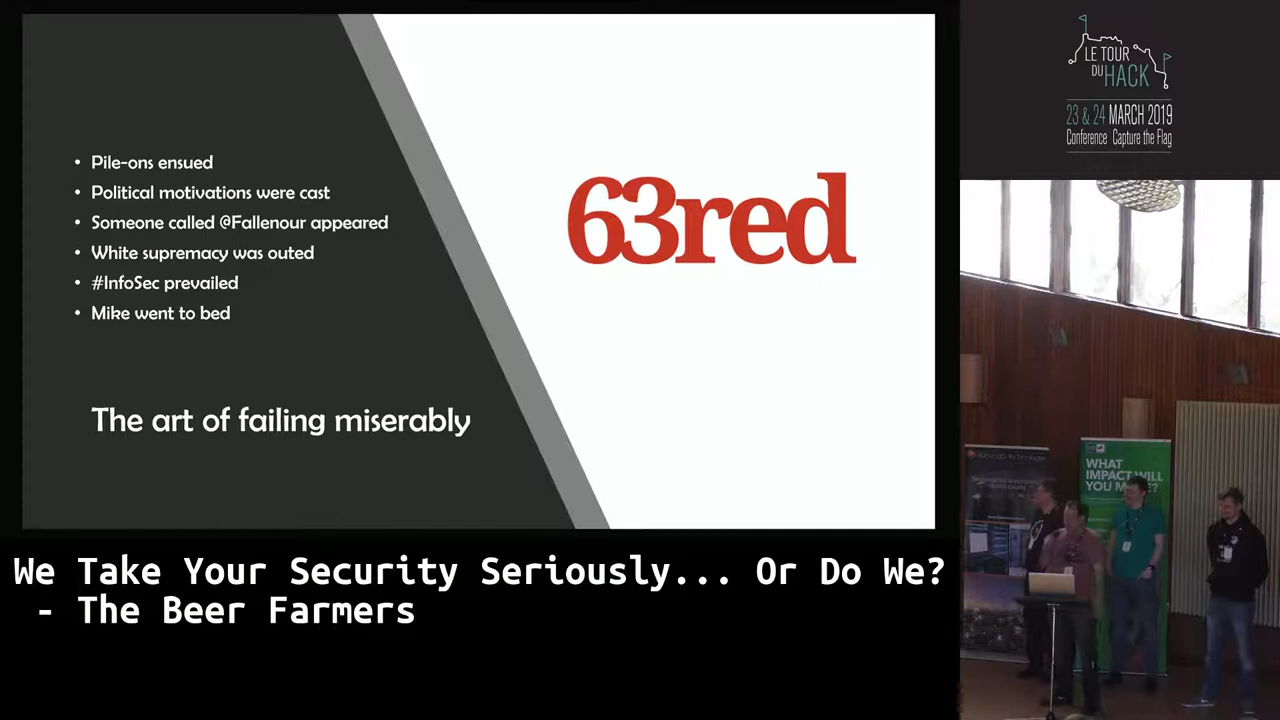 • Pile-ons ensued
• Political motivations were cast
• Someone called @Fallenour appeared
• White supremacy was outed
• #InfoSec prevailed
• Mike went to bed
The art of failing miserably
63red
LE TOUR
DU HACK
23 & 24 MARCH 2019
Conference Capture the Flag
WHAT
IMPACT WILL
YOU M
?
We Take Your Security Seriously... Or Do We?
- The Beer Farmers